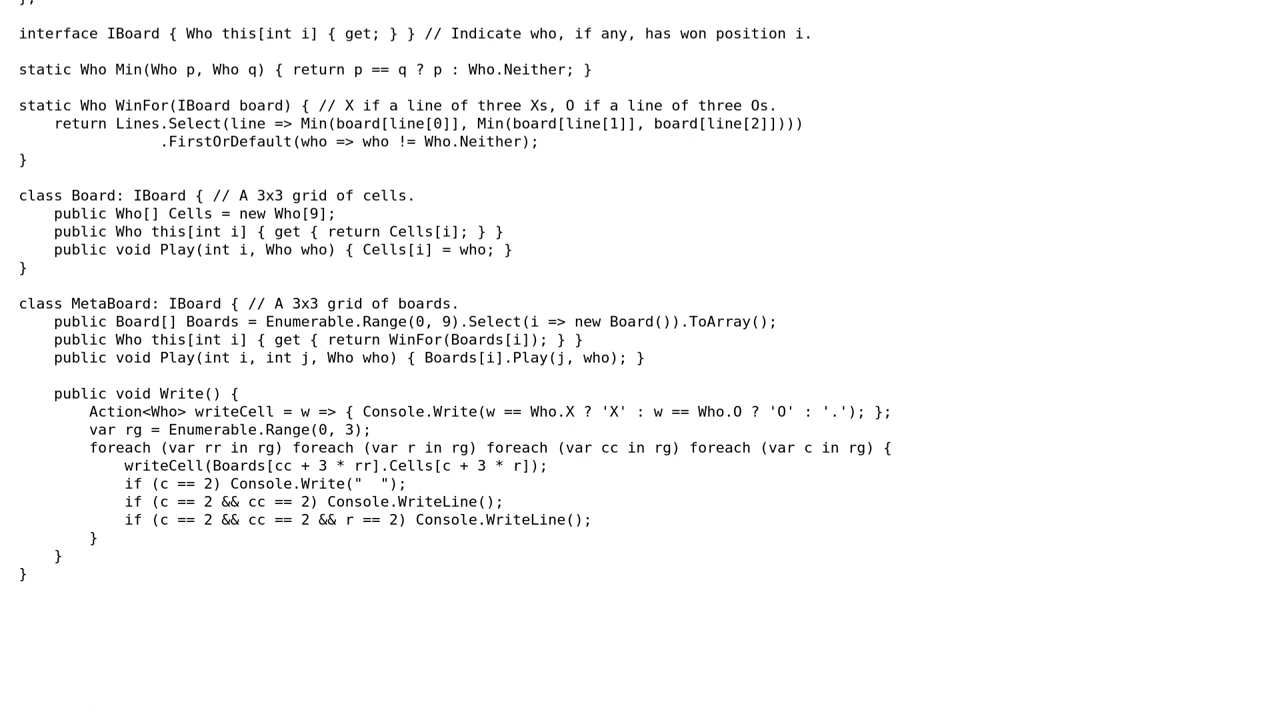 };
interface IBoard { Who this[int i] { get; } } // Indicate who, if any, has won position i.
static Who Min(Who p, Who q) { return p == q ? p : Who.Neither; }
static Who WinFor(IBoard board) { // X if a line of three Xs, O if a line of three Os.
    return Lines.Select(line => Min(board[line[0]], Min(board[line[1]], board[line[2]])))
                .FirstOrDefault(who => who != Who.Neither);
}
class Board: IBoard { // A 3x3 grid of cells.
    public Who[] Cells = new Who[9];
    public Who this[int i] { get { return Cells[i]; } }
    public void Play(int i, Who who) { Cells[i] = who; }
}
class MetaBoard: IBoard { // A 3x3 grid of boards.
    public Board[] Boards = Enumerable.Range(0, 9).Select(i => new Board()).ToArray();
    public Who this[int i] { get { return WinFor(Boards[i]); } }
    public void Play(int i, int j, Who who) { Boards[i].Play(j, who); }
    public void Write() {
        Action<Who> writeCell = w => { Console.Write(w == Who.X ? 'X' : w == Who.O ? 'O' : '.'); };
        var rg = Enumerable.Range(0, 3);
        foreach (var rr in rg) foreach (var r in rg) foreach (var cc in rg) foreach (var c in rg) {
            writeCell(Boards[cc + 3 * rr].Cells[c + 3 * r]);
            if (c == 2) Console.Write("  ");
            if (c == 2 && cc == 2) Console.WriteLine();
            if (c == 2 && cc == 2 && r == 2) Console.WriteLine();
        }
    }
}